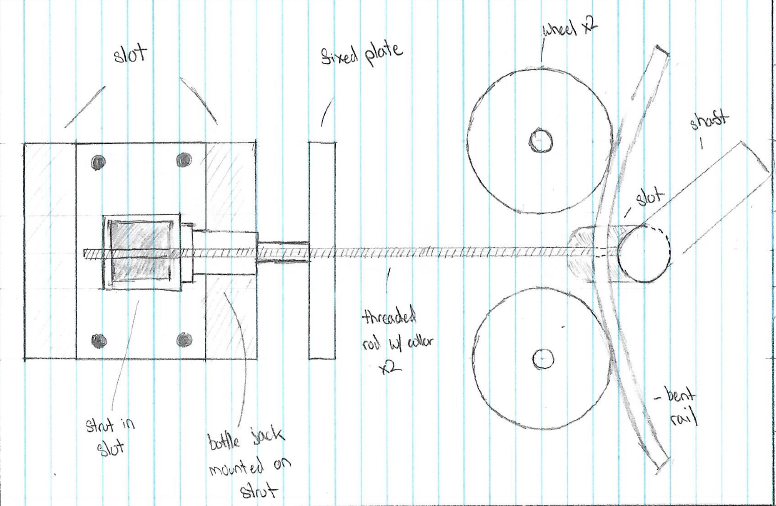 slot
fixed plate
wheel x2
shaft
slot
threaded
rod w/ collar
x2
bent
rail
strut in
slot
bottle jack
mounted on
strut